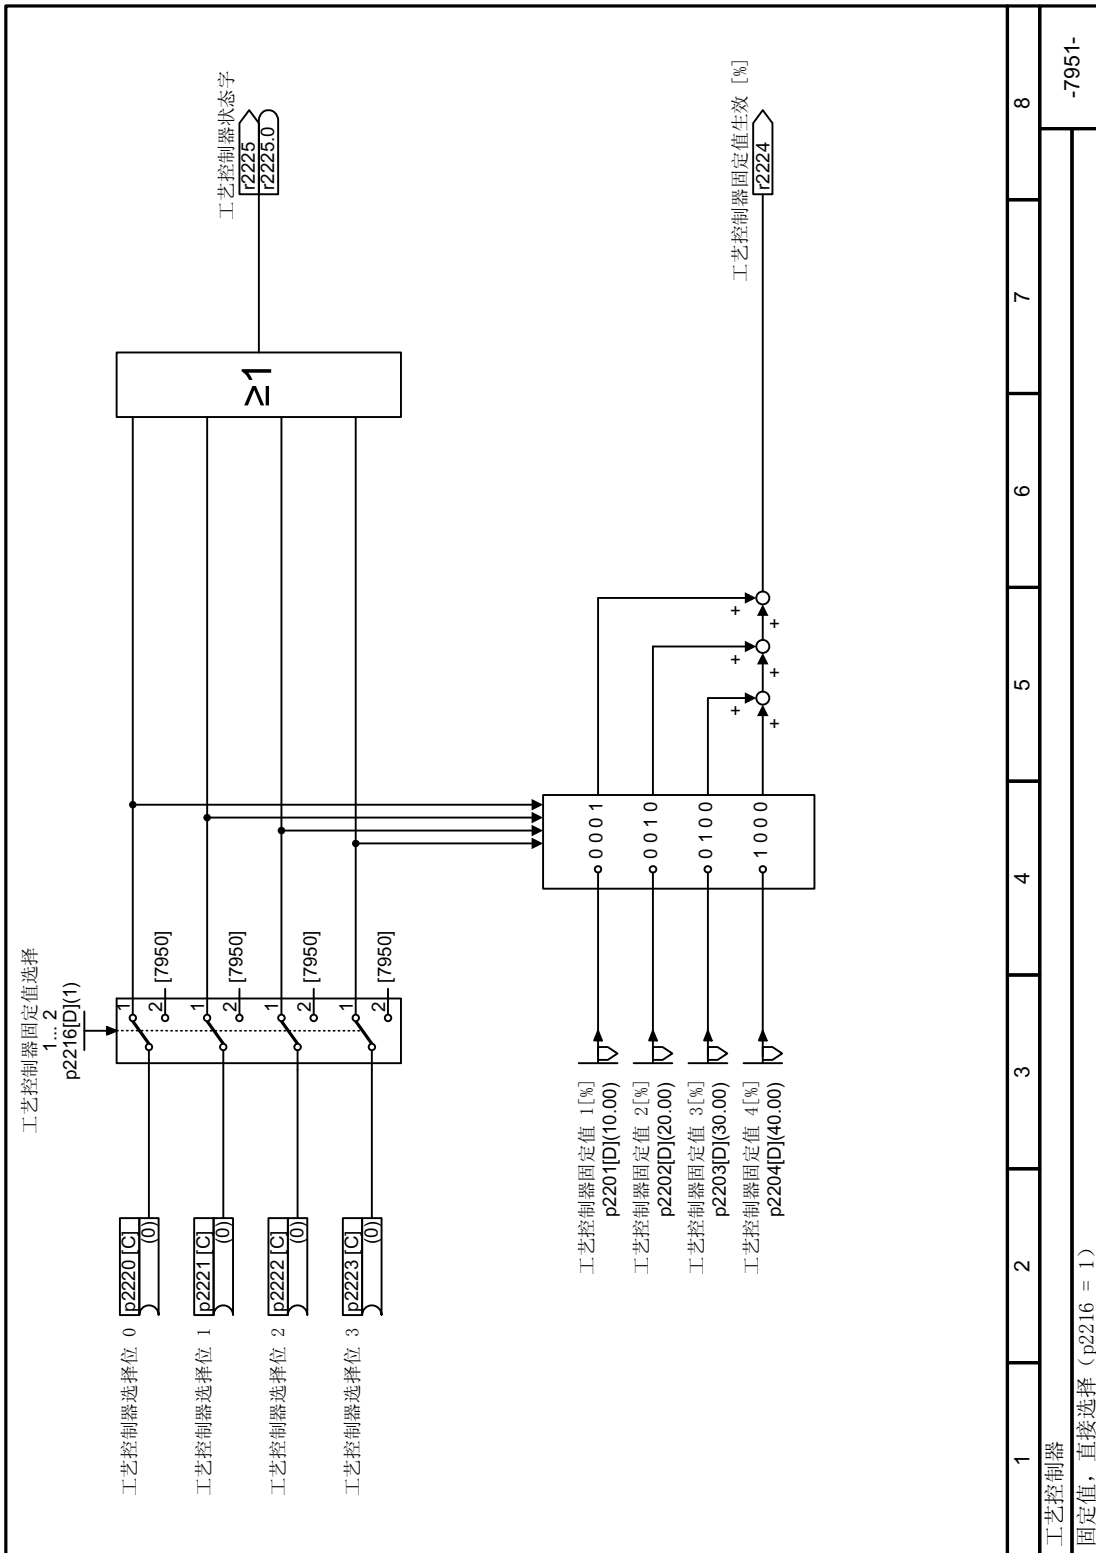 工艺控制器固定值选择
1... 2
p2216[D](1)
工艺控制器选择位 0
p2220 [C]
(0)
1
2
[7950]
工艺控制器选择位 1
p2221 [C]
(0)
1
2
[7950]
工艺控制器选择位 2
p2222 [C]
(0)
1
2
[7950]
工艺控制器选择位 3
p2223 [C]
(0)
1
2
[7950]
≥1
工艺控制器状态字
r2225
r2225.0
工艺控制器固定值 1[%]
p2201[D](10.00)
0 0 0 1
工艺控制器固定值 2[%]
p2202[D](20.00)
0 0 1 0
工艺控制器固定值 3[%]
p2203[D](30.00)
0 1 0 0
工艺控制器固定值 4[%]
p2204[D](40.00)
1 0 0 0
+
+
+
+
+
+
工艺控制器固定值生效 [%]
r2224
1 2 3 4 5 6 7 8
工艺控制器
固定值，直接选择（p2216 = 1）
-7951-